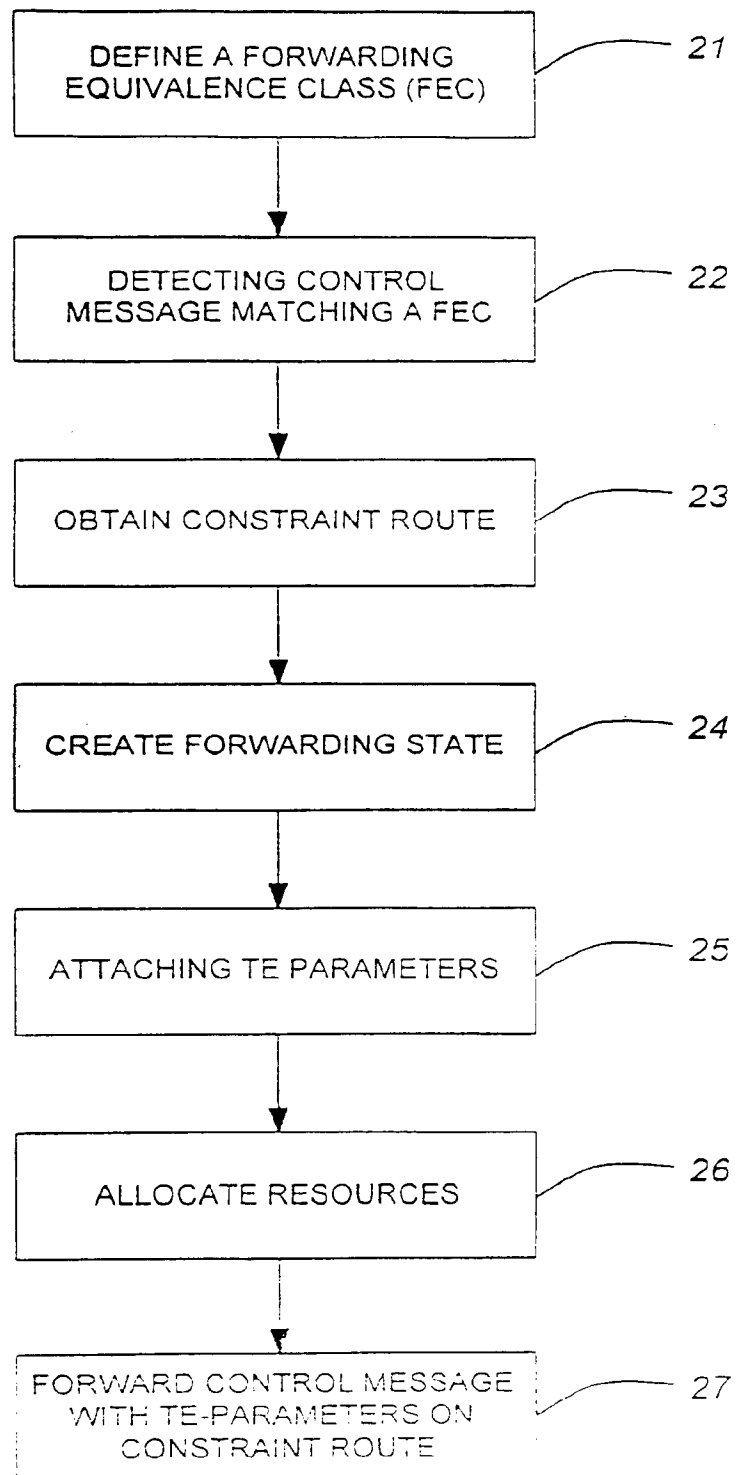 DEFINE A FORWARDING
EQUIVALENCE CLASS (FEC)
21
DETECTING CONTROL
MESSAGE MATCHING A FEC
22
OBTAIN CONSTRAINT ROUTE
23
CREATE FORWARDING STATE
24
ATTACHING TE PARAMETERS
25
ALLOCATE RESOURCES
26
FORWARD CONTROL MESSAGE
WITH TE-PARAMETERS ON
CONSTRAINT ROUTE
27